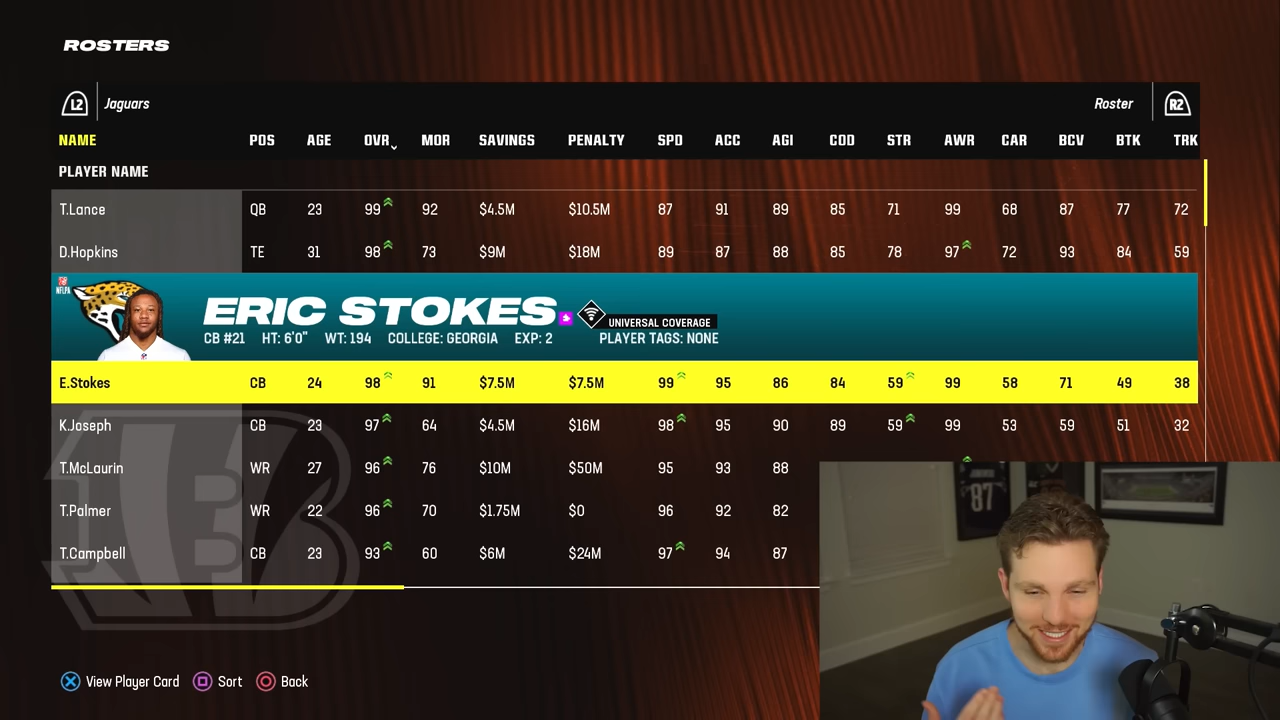 ROSTERS
L2 Jaguars Roster R2
NAME POS AGE OVR MOR SAVINGS PENALTY SPD ACC AGI COD STR AWR CAR BCV BTK TRK
PLAYER NAME
T.Lance QB 23 99 92 $4.5M $10.5M 87 91 89 85 71 99 68 87 77 72
D.Hopkins TE 31 98 73 $9M $18M 89 87 88 85 78 97 72 93 84 59
NFLPA
ERIC STOKES
UNIVERSAL COVERAGE
CB #21 HT: 6'0" WT: 194 COLLEGE: GEORGIA EXP: 2 PLAYER TAGS: NONE
E.Stokes CB 24 98 91 $7.5M $7.5M 99 95 86 84 59 99 58 71 49 38
K.Joseph CB 23 97 64 $4.5M $16M 98 95 90 89 59 99 53 59 51 32
T.McLaurin WR 27 96 76 $10M $50M 95 93 88
T.Palmer WR 22 96 70 $1.75M $0 96 92 82
T.Campbell CB 23 93 60 $6M $24M 97 94 87
87
View Player Card Sort Back